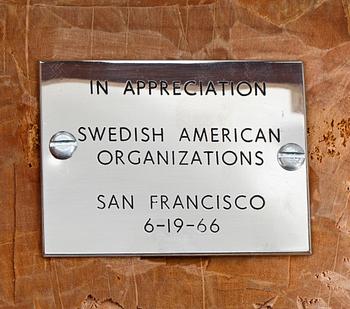 IN APPRECIATION
SWEDISH AMERICAN
ORGANIZATIONS
SAN FRANCISCO
6-19-66